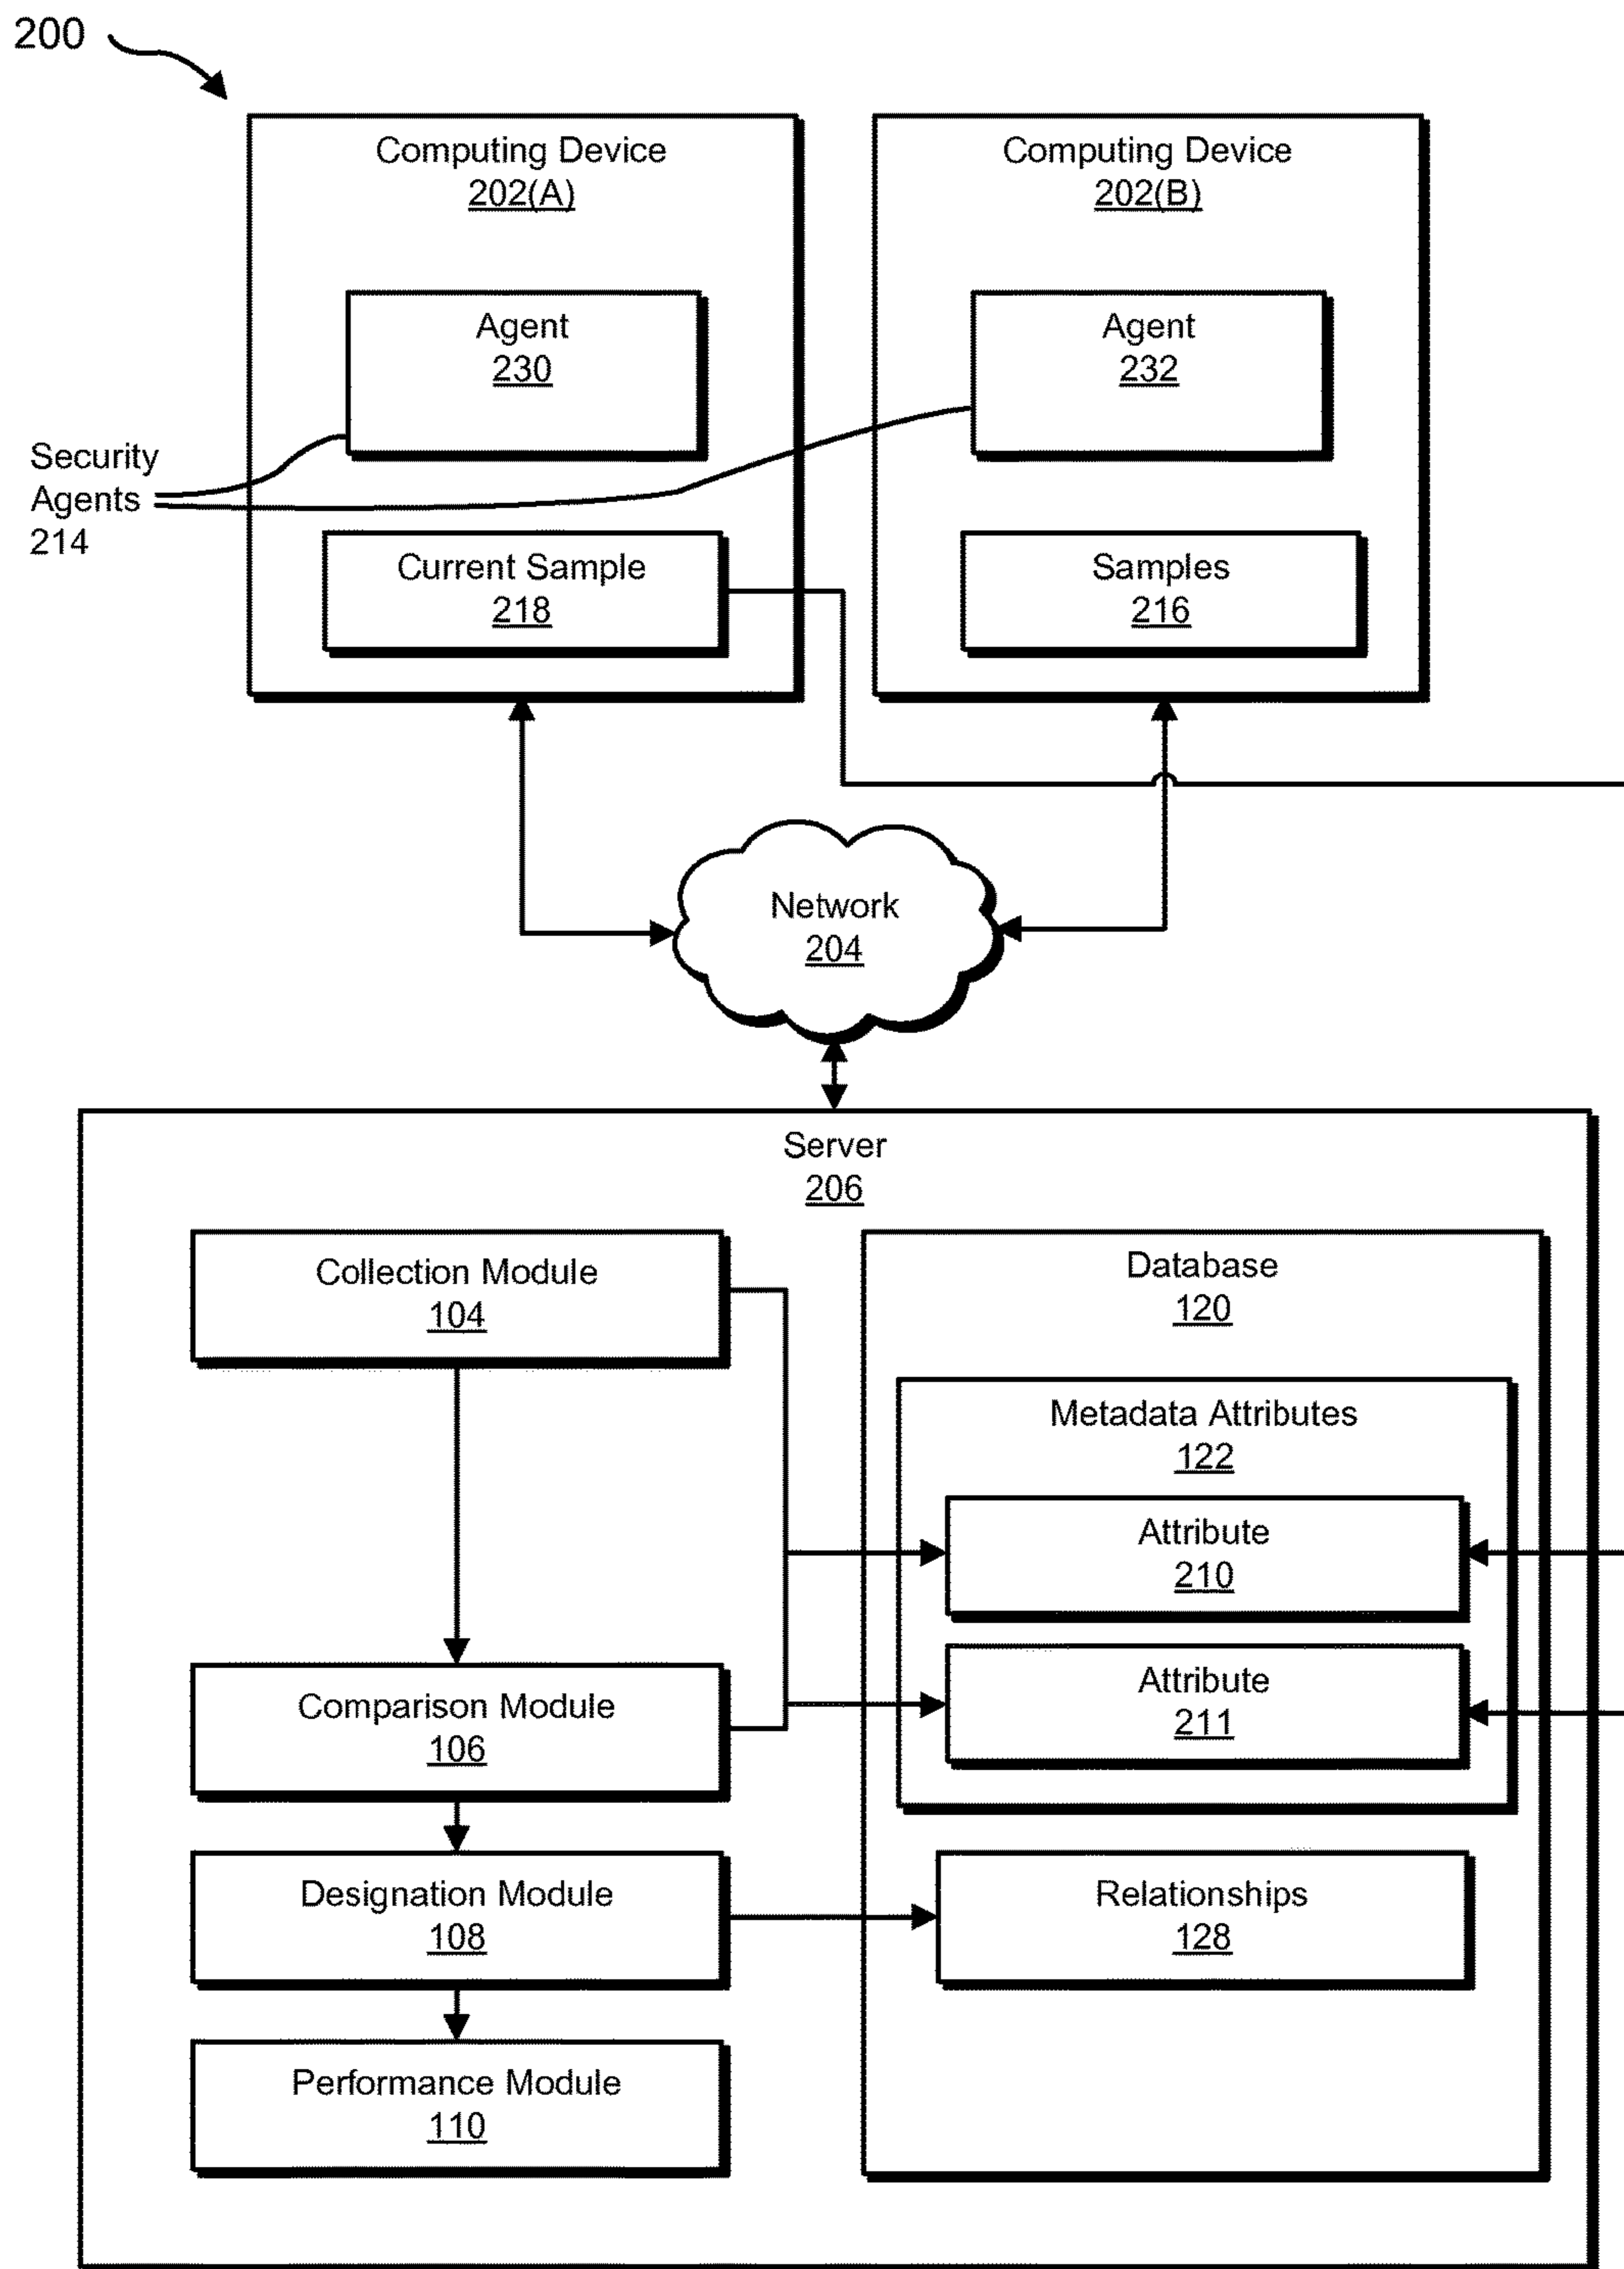 200
Computing Device
202(A)
Computing Device
202(B)
Agent
230
Agent
232
Security
Agents
214
Current Sample
218
Samples
216
Network
204
Server
206
Collection Module
104
Database
120
Metadata Attributes
122
Attribute
210
Attribute
211
Comparison Module
106
Designation Module
108
Relationships
128
Performance Module
110